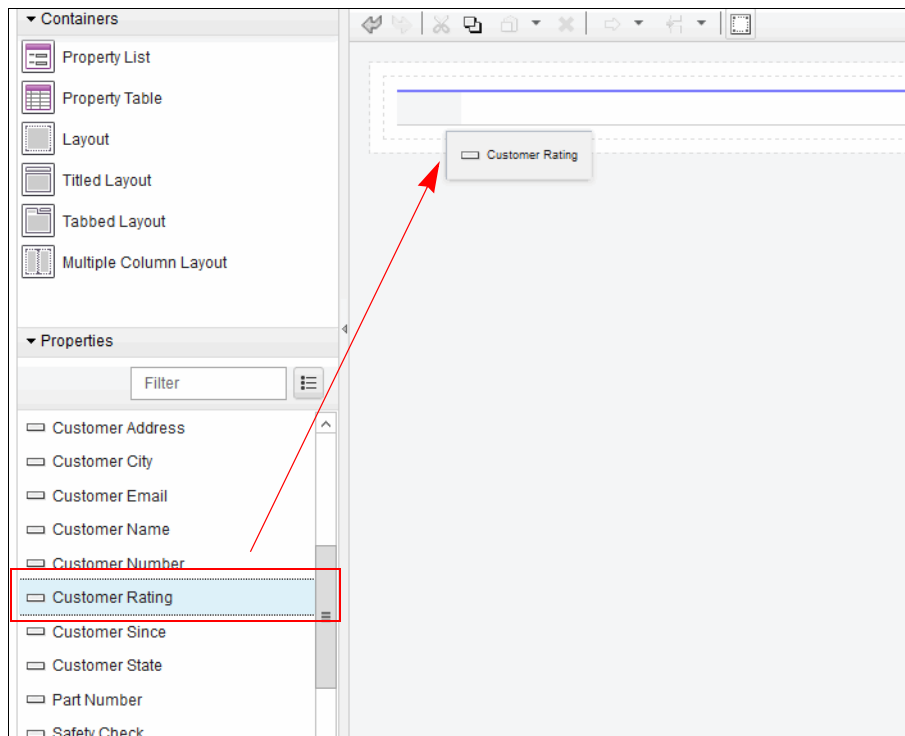 Containers
Property List
Property Table
Layout
Titled Layout
Tabbed Layout
Multiple Column Layout
Properties
Filter
Customer Address
Customer City
Customer Email
Customer Name
Customer Number
Customer Rating
Customer Since
Customer State
Part Number
Safety Check
Customer Rating